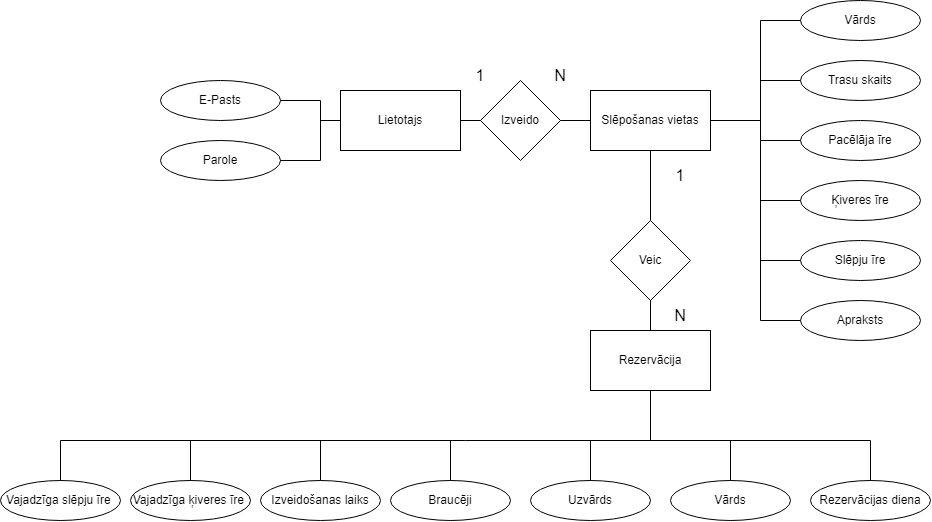 Vārds
1
N
Trasu skaits
E-Pasts
Lietotajs
Izveido
Slēpošanas vietas
Pacēlāja īre
Parole
1
Ķiveres īre
Veic
Slēpju īre
N
Apraksts
Rezervācija
Vajadzīga slēpju īre
Vajadzīga ķiveres īre
Izveidošanas laiks
Braucēji
Uzvārds
Vārds
Rezervācijas diena